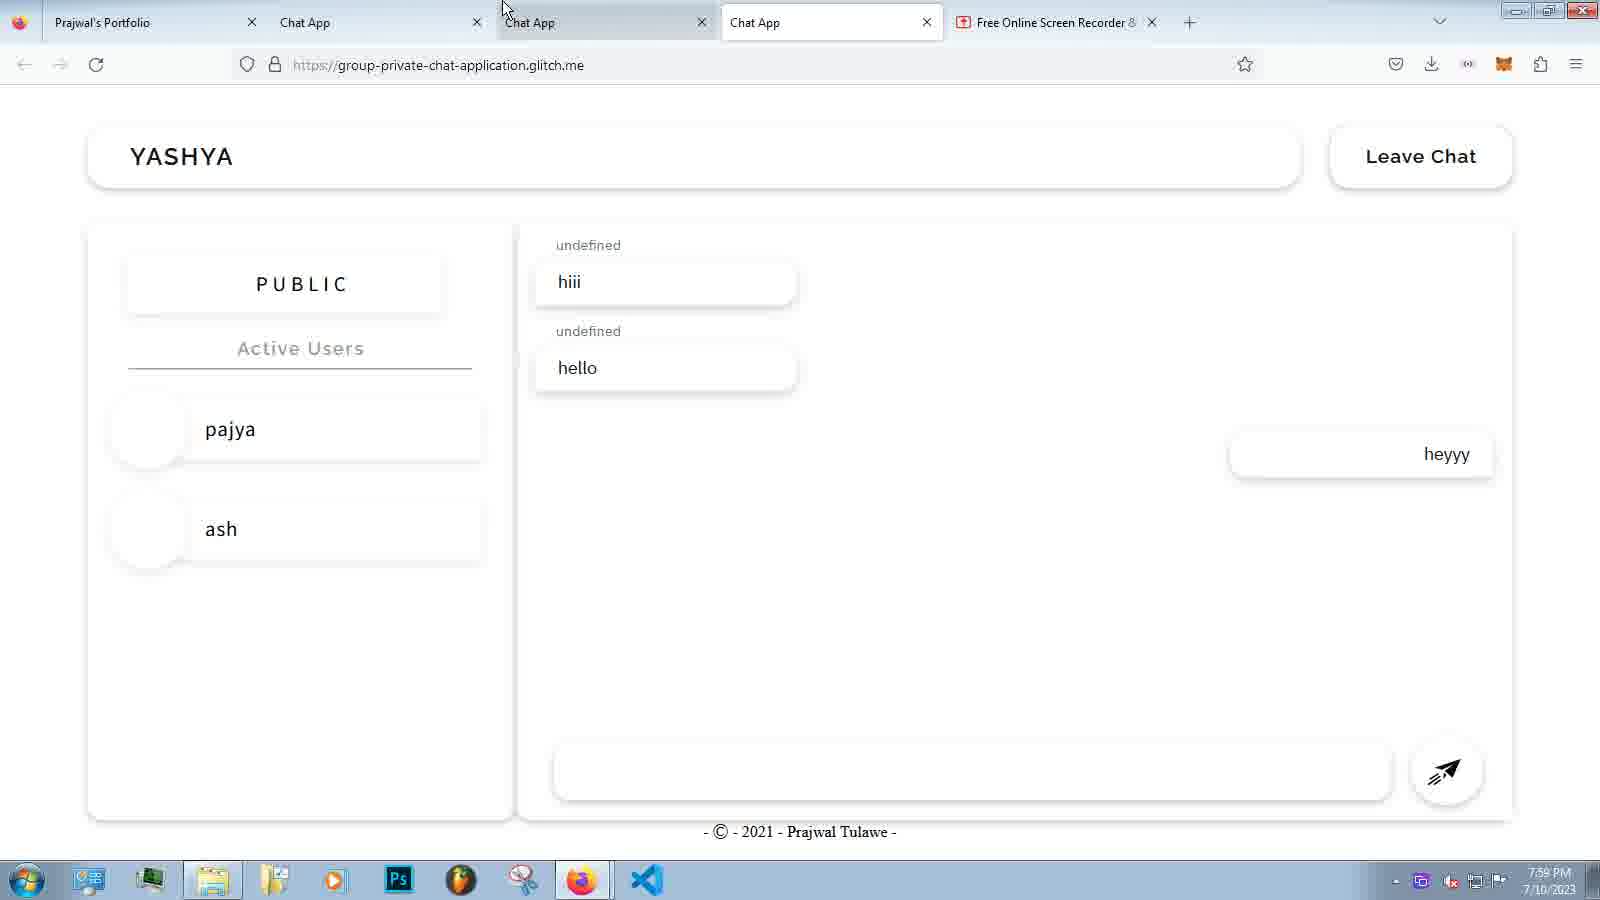 Prajwal's Portfolio
Chat App
Chat App
Chat App
Free Online Screen Recorder &
https://group-private-chat-application.glitch.me
YASHYA
Leave Chat
PUBLIC
Active Users
pajya
ash
undefined
hiii
undefined
hello
heyyy
- © - 2021 - Prajwal Tulawe -
Ps
7:59 PM
7/10/2023